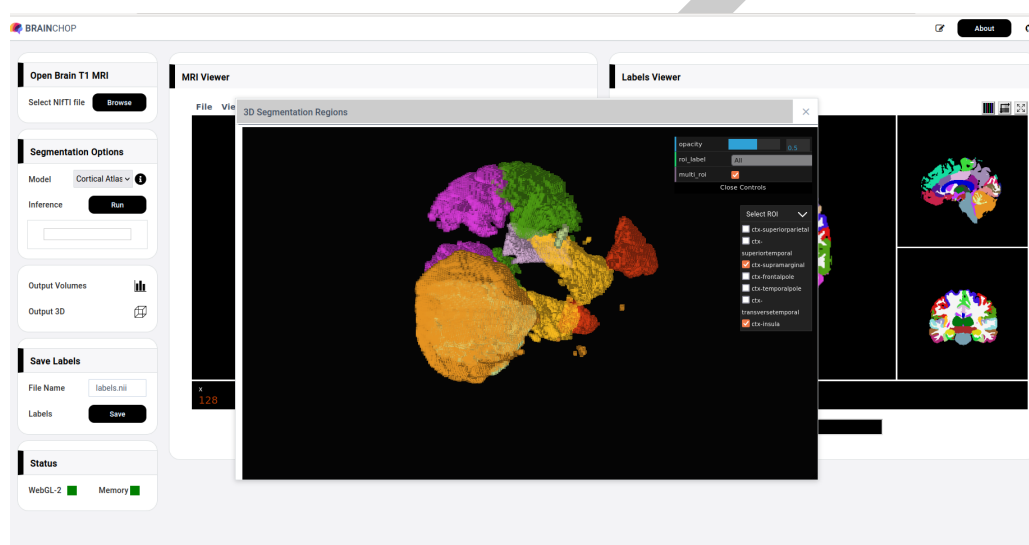 BRAINCHOP
About
Open Brain T1 MRI
Select NIfTI file
Browse
Segmentation Options
Model
Cortical Atlas
Inference
Run
Output Volumes
Output 3D
Save Labels
File Name
labels.nii
Labels
Save
Status
WebGL-2
Memory
MRI Viewer
File
x
128
3D Segmentation Regions
×
opacity
0.5
roi_label
All
multi_roi
Close Controls
Select ROI
ctx-superiorparietal
ctx-
superiortemporal
ctx-supramarginal
ctx-frontalpole
ctx-temporalpole
ctx-
transversetemporal
ctx-insula
Labels Viewer